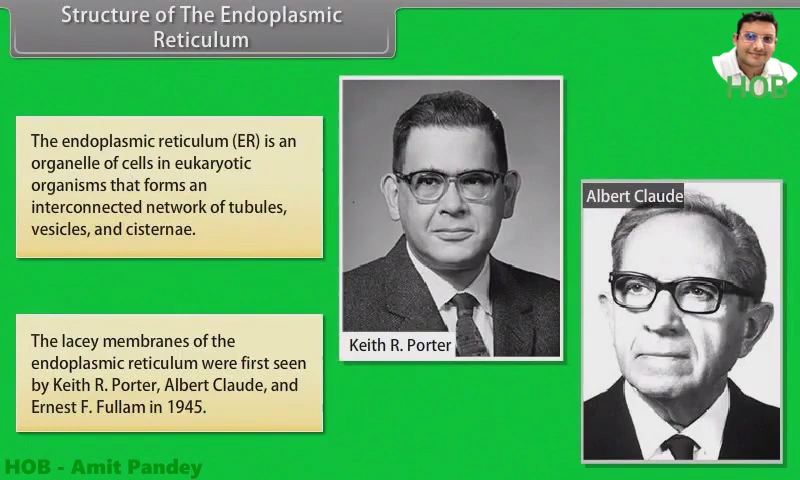 Structure of The Endoplasmic
Reticulum
HOB
The endoplasmic reticulum (ER) is an
organelle of cells in eukaryotic
organisms that forms an
interconnected network of tubules,
vesicles, and cisternae.
Albert Claude
Keith R. Porter
The lacey membranes of the
endoplasmic reticulum were first seen
by Keith R. Porter, Albert Claude, and
Ernest F. Fullam in 1945.
HOB - Amit Pandey